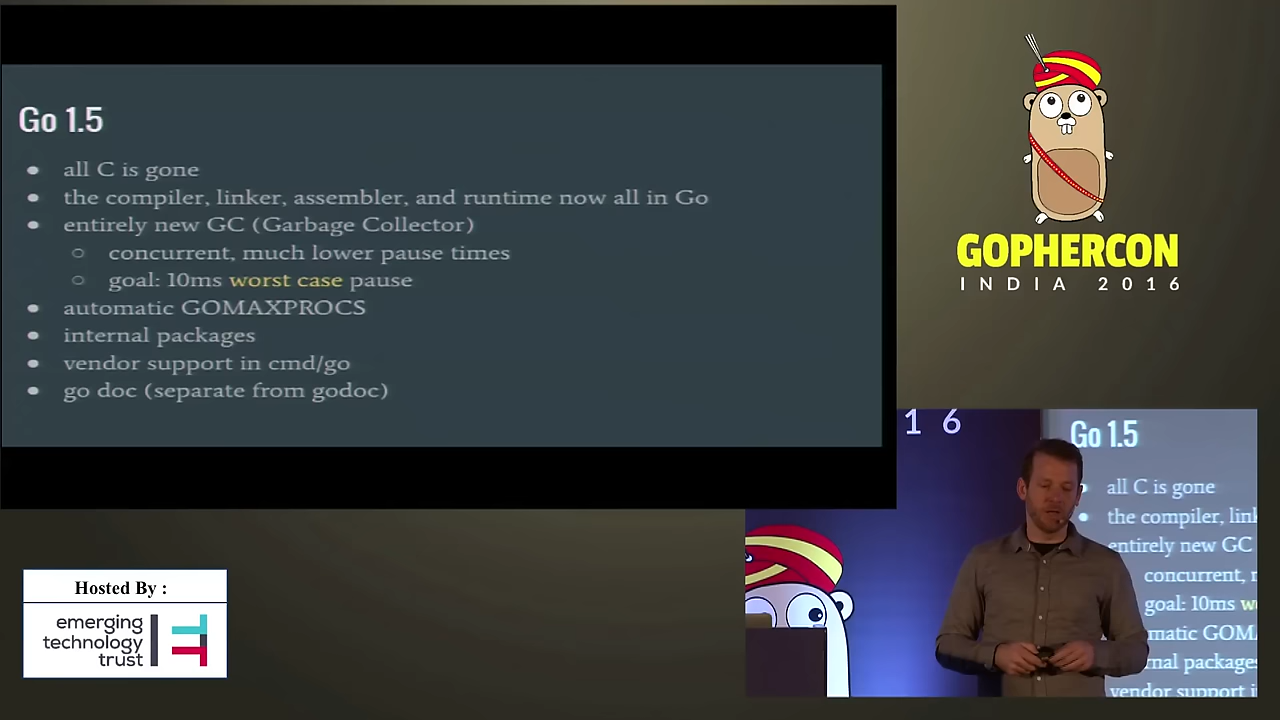 Go 1.5
all C is gone
the compiler, linker, assembler, and runtime now all in Go
entirely new GC (Garbage Collector)
concurrent, much lower pause times
goal: 10ms worst case pause
automatic GOMAXPROCS
internal packages
vendor support in cmd/go
go doc (separate from godoc)
GOPHERCON
INDIA 2016
Hosted By :
emerging
technology
trust
1 6
Go 1.5
all C is gone
the compiler, link
entirely new GC
concurrent,
goal: 10ms w
matic GOM
rnal package
vendor support i